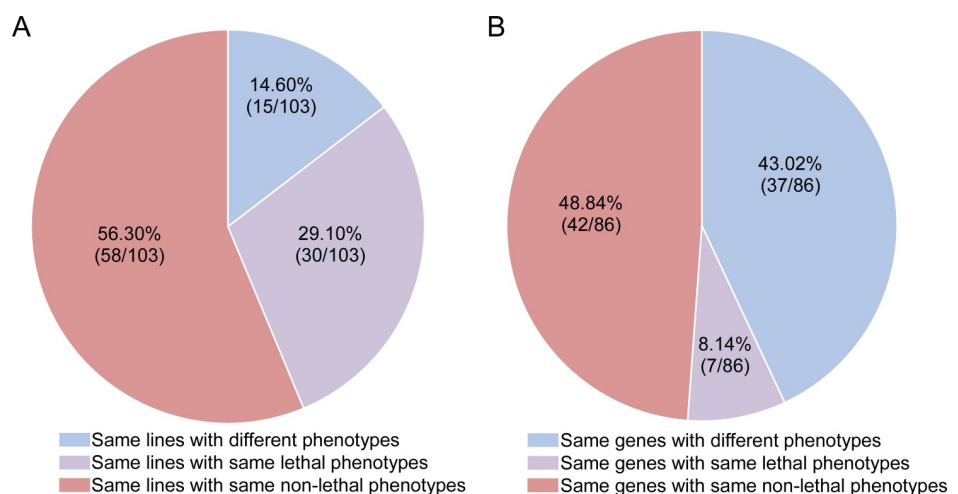 A
14.60%
(15/103)
29.10%
(30/103)
56.30%
(58/103)
Same lines with different phenotypes
Same lines with same lethal phenotypes
Same lines with same non-lethal phenotypes
B
43.02%
(37/86)
48.84%
(42/86)
8.14%
(7/86)
Same genes with different phenotypes
Same genes with same lethal phenotypes
Same genes with same non-lethal phenotypes